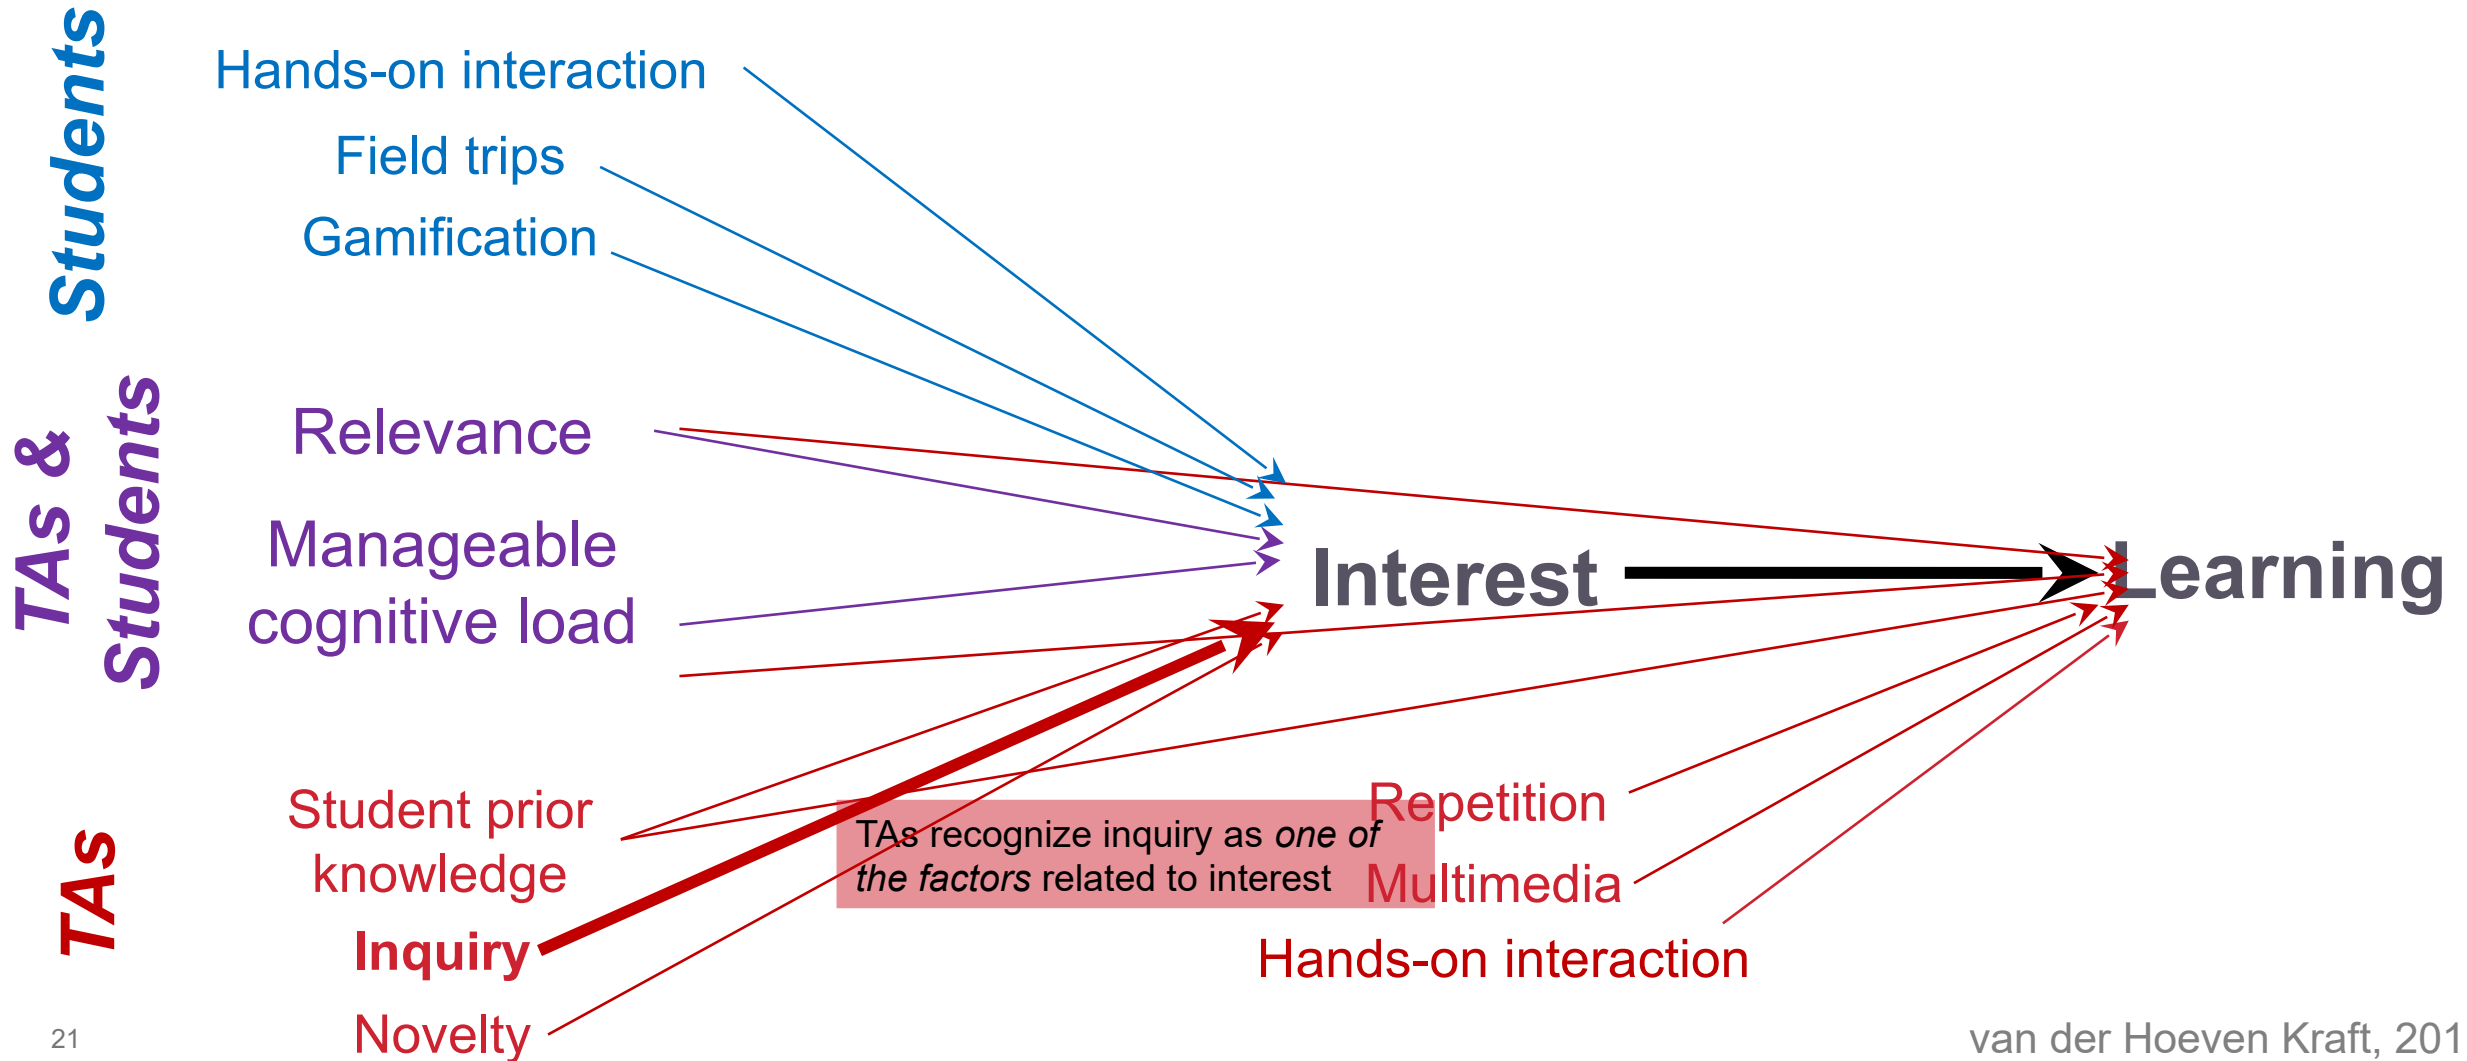 Students
Hands-on interaction
Field trips
Gamification
TAs &
Students
Relevance
Manageable
cognitive load
Interest
Learning
TAs
Student prior
knowledge
Inquiry
Novelty
TAs recognize inquiry as one of
the factors related to interest
Repetition
Multimedia
Hands-on interaction
21
van der Hoeven Kraft, 201